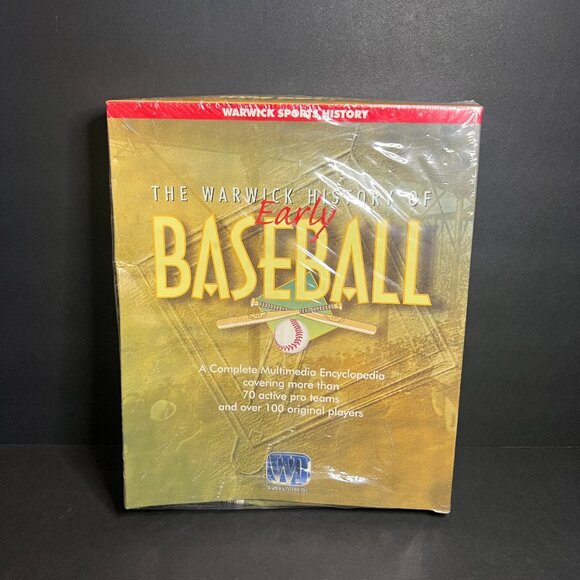 WARWICK SPORTS HISTORY
THE WARWICK HISTORY OF
Early
BASEBALL
A Complete Multimedia Encyclopedia
covering more than
70 active pro teams
and over 100 original players